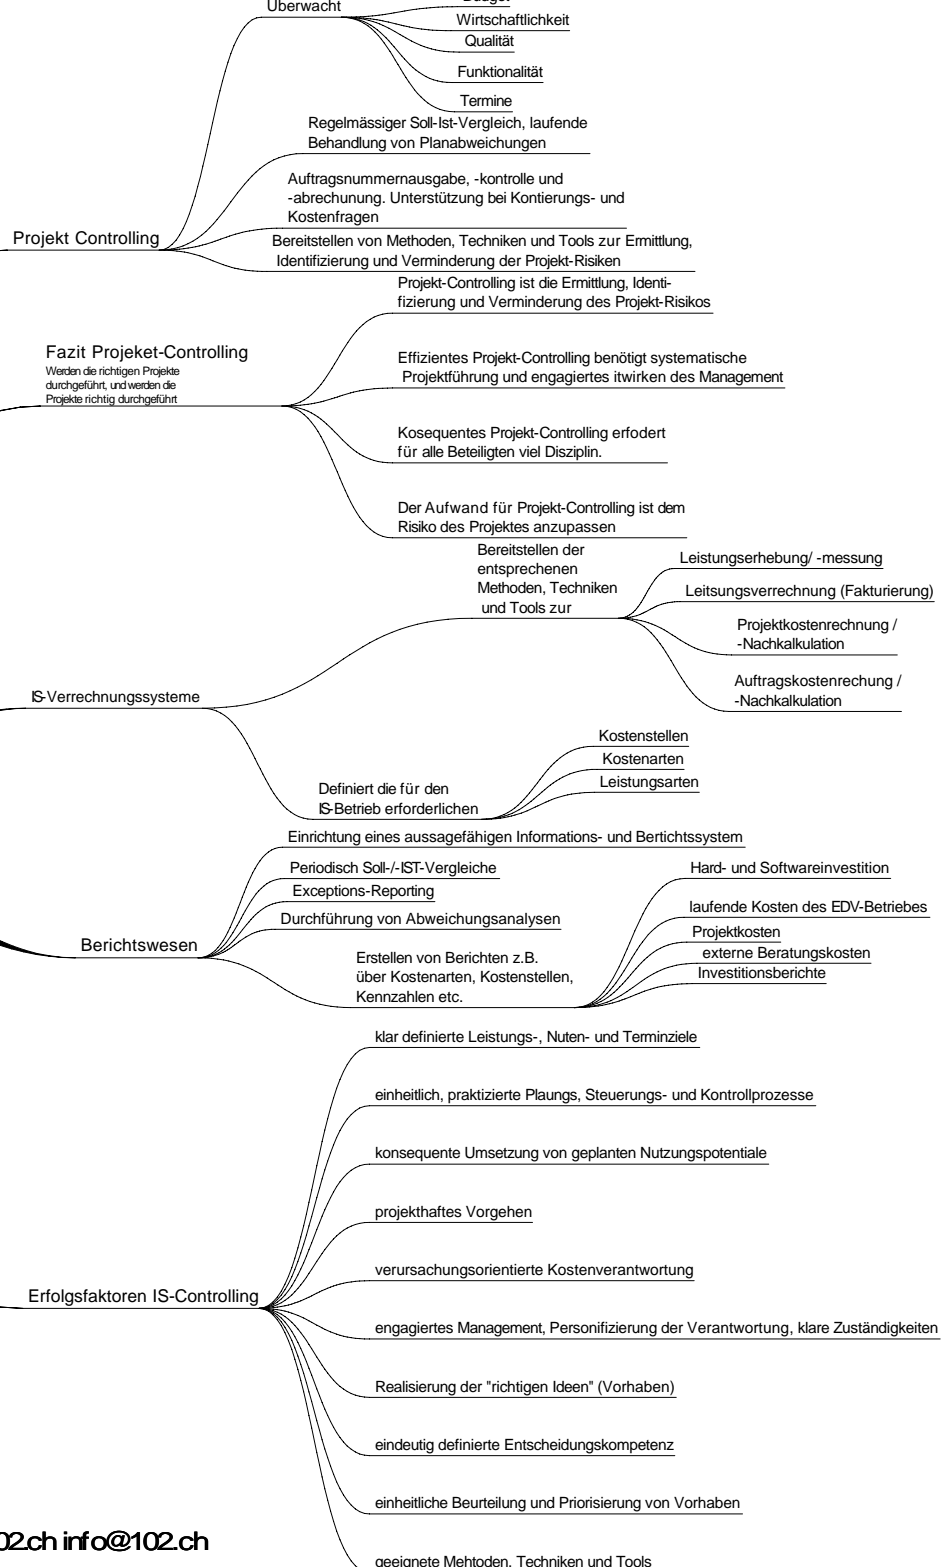 Überwacht
Budget
Wirtschaftlichkeit
Qualität
Funktionalität
Termine
Regelmässiger Soll-Ist-Vergleich, laufende
Behandlung von Planabweichungen
Auftragsnummernausgabe, -kontrolle und
-abrechunung. Unterstützung bei Kontierungs- und
Kostenfragen
Projekt Controlling
Bereitstellen von Methoden, Techniken und Tools zur Ermittlung,
Identifizierung und Verminderung der Projekt-Risiken
Projekt-Controlling ist die Ermittlung, Identi-
fizierung und Verminderung des Projekt-Risikos
Fazit Projeket-Controlling
Werden die richtigen Projekte
durchgeführt, und werden die
Projekte richtig durchgeführt
Effizientes Projekt-Controlling benötigt systematische
Projektführung und engagiertes itwirken des Management
Kosequentes Projekt-Controlling erfodert
für alle Beteiligten viel Disziplin.
Der Aufwand für Projekt-Controlling ist dem
Risiko des Projektes anzupassen
Bereitstellen der
entsprechenen
Methoden, Techniken
und Tools zur
Leistungserhebung/ -messung
Leitsungsverrechnung (Fakturierung)
Projektkostenrechnung /
-Nachkalkulation
Auftragskostenrechung /
-Nachkalkulation
IS-Verrechnungssysteme
Definiert die für den
IS-Betrieb erforderlichen
Kostenstellen
Kostenarten
Leistungsarten
Einrichtung eines aussagefähigen Informations- und Bertichtssystem
Periodisch Soll-/-IST-Vergleiche
Exceptions-Reporting
Durchführung von Abweichungsanalysen
Berichtswesen
Erstellen von Berichten z.B.
über Kostenarten, Kostenstellen,
Kennzahlen etc.
Hard- und Softwareinvestition
laufende Kosten des EDV-Betriebes
Projektkosten
externe Beratungskosten
Investitionsberichte
klar definierte Leistungs-, Nuten- und Terminziele
einheitlich, praktizierte Plaungs, Steuerungs- und Kontrollprozesse
konsequente Umsetzung von geplanten Nutzungspotentiale
projekthaftes Vorgehen
verursachungsorientierte Kostenverantwortung
Erfolgsfaktoren IS-Controlling
engagiertes Management, Personifizierung der Verantwortung, klare Zuständigkeiten
Realisierung der "richtigen Ideen" (Vorhaben)
eindeutig definierte Entscheidungskompetenz
einheitliche Beurteilung und Priorisierung von Vorhaben
geeignete Mehtoden, Techniken und Tools
02.ch info@102.ch